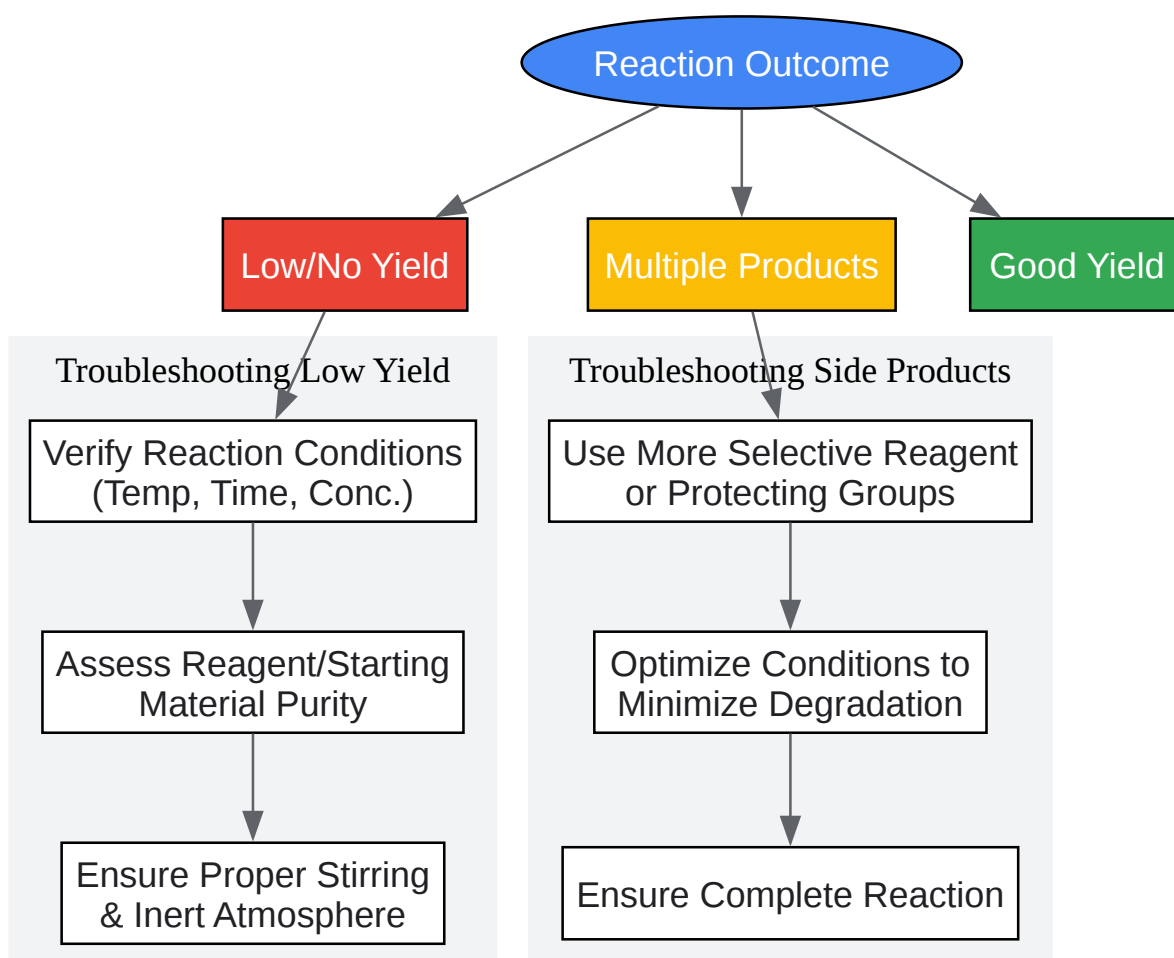 Reaction Outcome
Low/No Yield
Multiple Products
Good Yield
Troubleshooting Low Yield
Verify Reaction Conditions
(Temp, Time, Conc.)
Assess Reagent/Starting
Material Purity
Ensure Proper Stirring
& Inert Atmosphere
Troubleshooting Side Products
Use More Selective Reagent
or Protecting Groups
Optimize Conditions to
Minimize Degradation
Ensure Complete Reaction